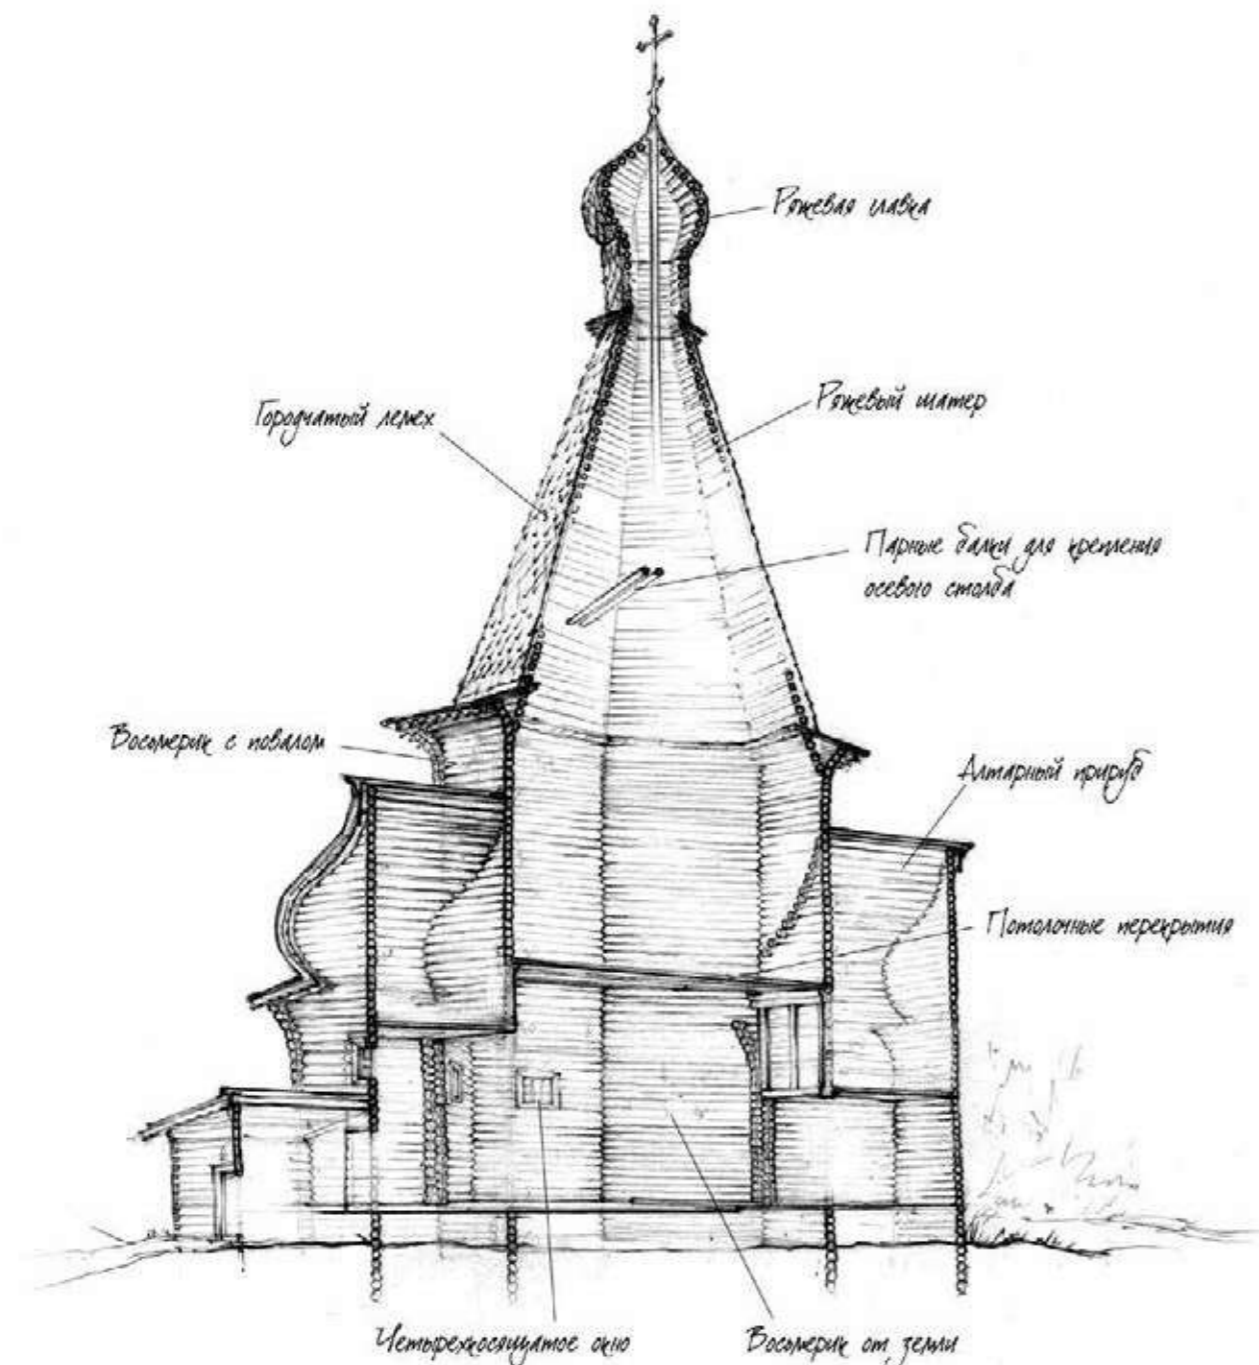 Ряжевая главка
Городчатый лемех
Ряжевый шатер
Парные балки для крепления
осевого столба
Восьмерик с повалом
Алтарный прируб
Потолочные перекрытия
Четырехкосящатое окно
Восьмерик от земли